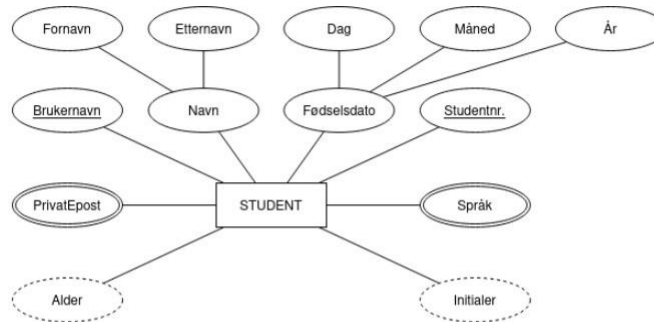 Fornavn
Etternavn
Dag
Måned
År
Brukernavn
Navn
Fødselsdato
Studentnr.
PrivatEpost
STUDENT
Språk
Alder
Initialer